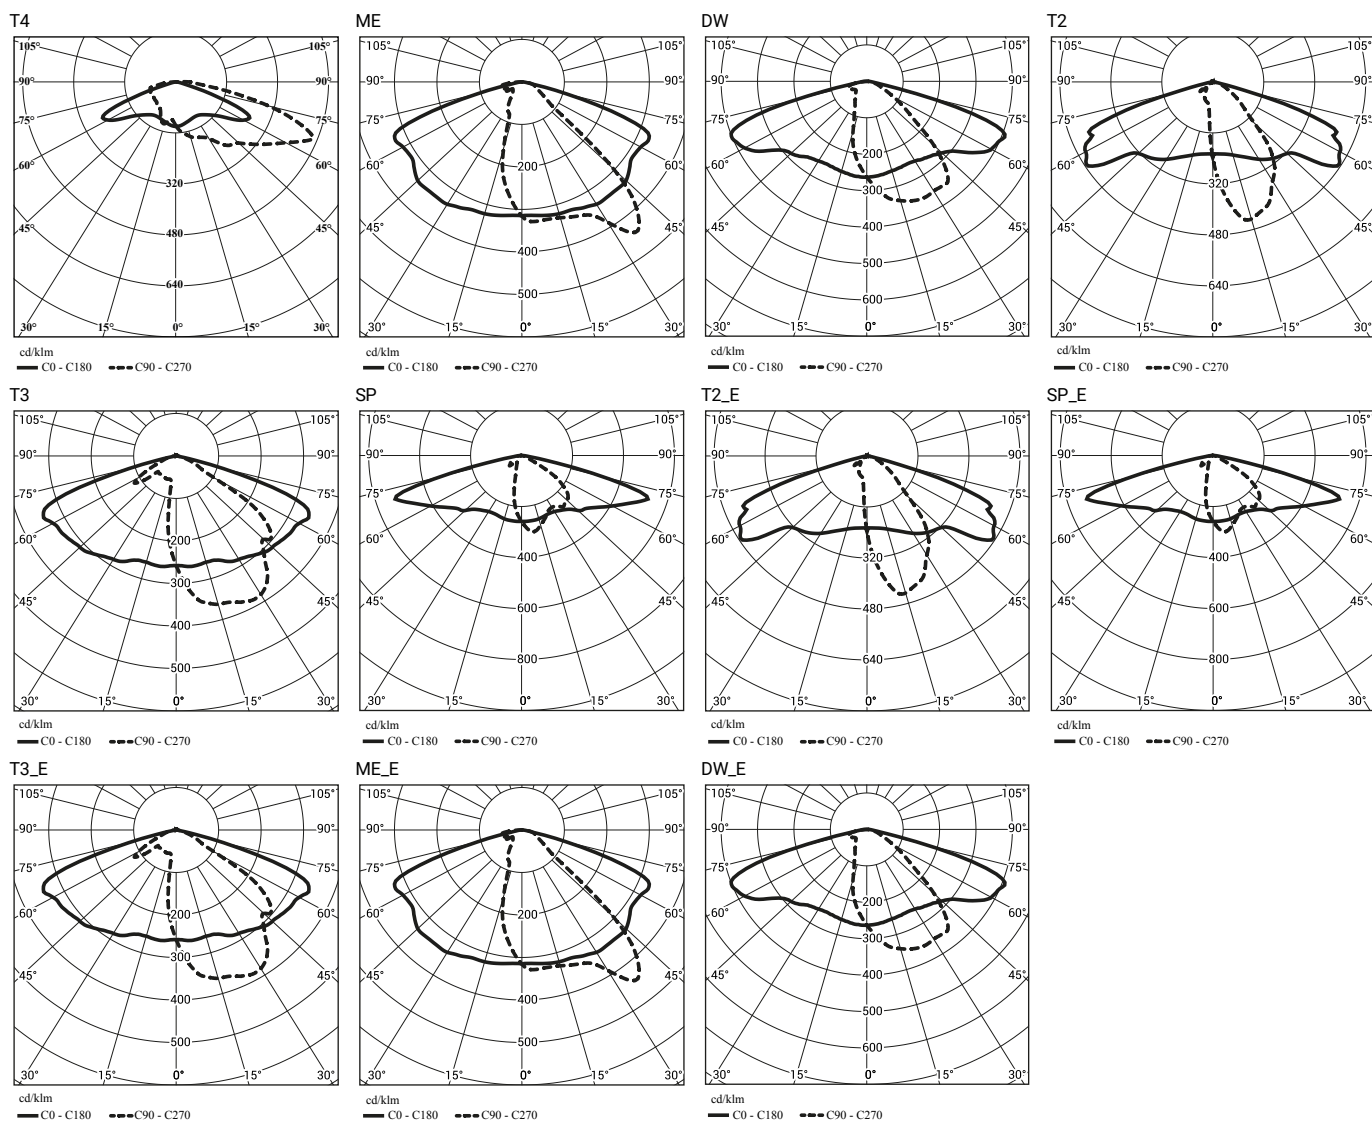 T4 ME DW T2
105° 105° 105° 105° 105° 105° 105° 105°
90° 90° 90° 90° 90° 90° 90° 90°
75° 75° 75° 75° 75° 75° 75° 75°
60° 60° 200 60° 60° 200 60° 60° 60°
320 300 320
45° 480 45° 45° 400 45° 45° 400 45° 45° 480 45°
500
640 500 600 640
30° 15° 0° 15° 30° 30° 15° 0° 15° 30° 30° 15° 0° 15° 30° 30° 15° 0° 15° 30°
cd/klm cd/klm cd/klm cd/klm
C0 - C180 C90 - C270 C0 - C180 C90 - C270 C0 - C180 C90 - C270 C0 - C180 C90 - C270
T3 SP T2_E SP_E
105° 105° 105° 105° 105° 105° 105° 105°
90° 90° 90° 90° 90° 90° 90° 90°
75° 75° 75° 75° 75° 75° 75° 75°
60° 200 60° 60° 60° 60° 60° 60° 60°
300 400 320 400
45° 400 45° 45° 600 45° 45° 480 45° 45° 600 45°
500 800 640 800
30° 15° 0° 15° 30° 30° 15° 0° 15° 30° 30° 15° 0° 15° 30° 30° 15° 0° 15° 30°
cd/klm cd/klm cd/klm cd/klm
C0 - C180 C90 - C270 C0 - C180 C90 - C270 C0 - C180 C90 - C270 C0 - C180 C90 - C270
T3_E ME_E DW_E
105° 105° 105° 105° 105° 105°
90° 90° 90° 90° 90° 90°
75° 75° 75° 75° 75° 75°
60° 200 60° 60° 200 60° 60° 200 60°
300 300
45° 400 45° 45° 400 45° 45° 400 45°
500 500 500
600
30° 15° 0° 15° 30° 30° 15° 0° 15° 30° 30° 15° 0° 15° 30°
cd/klm cd/klm cd/klm
C0 - C180 C90 - C270 C0 - C180 C90 - C270 C0 - C180 C90 - C270